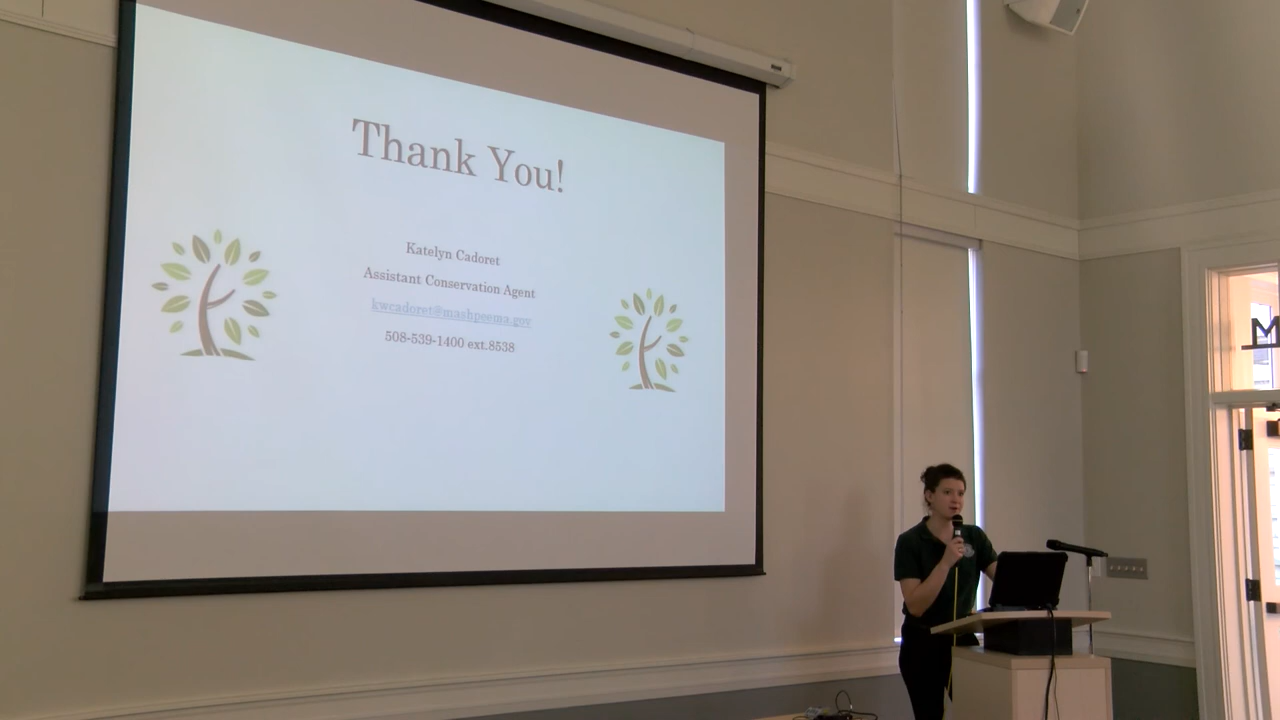 Thank You!
Katelyn Cadoret
Assistant Conservation Agent
kwcadoret@mashpeema.gov
508-539-1400 ext.8538
M